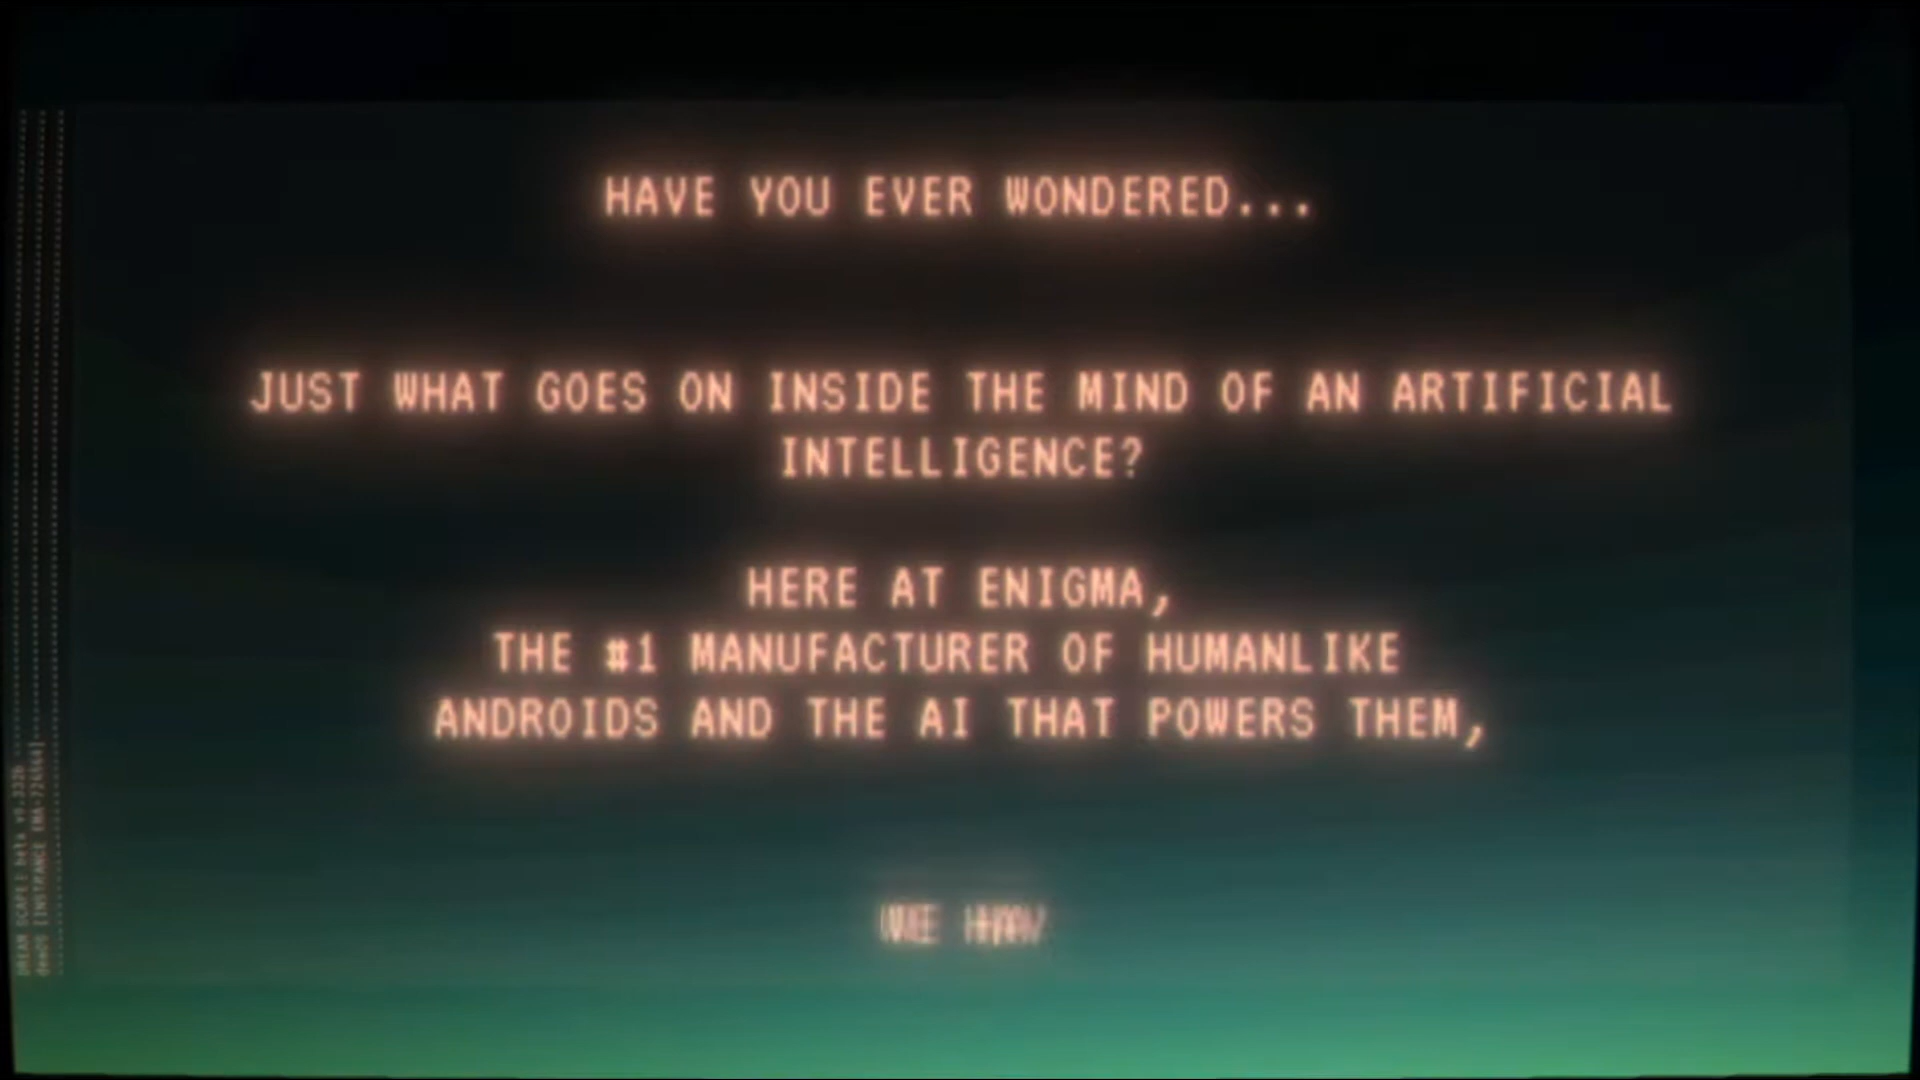 HAVE YOU EVER WONDERED...
JUST WHAT GOES ON INSIDE THE MIND OF AN ARTIFICIAL
INTELLIGENCE?
HERE AT ENIGMA,
THE #1 MANUFACTURER OF HUMANLIKE
ANDROIDS AND THE AI THAT POWERS THEM,